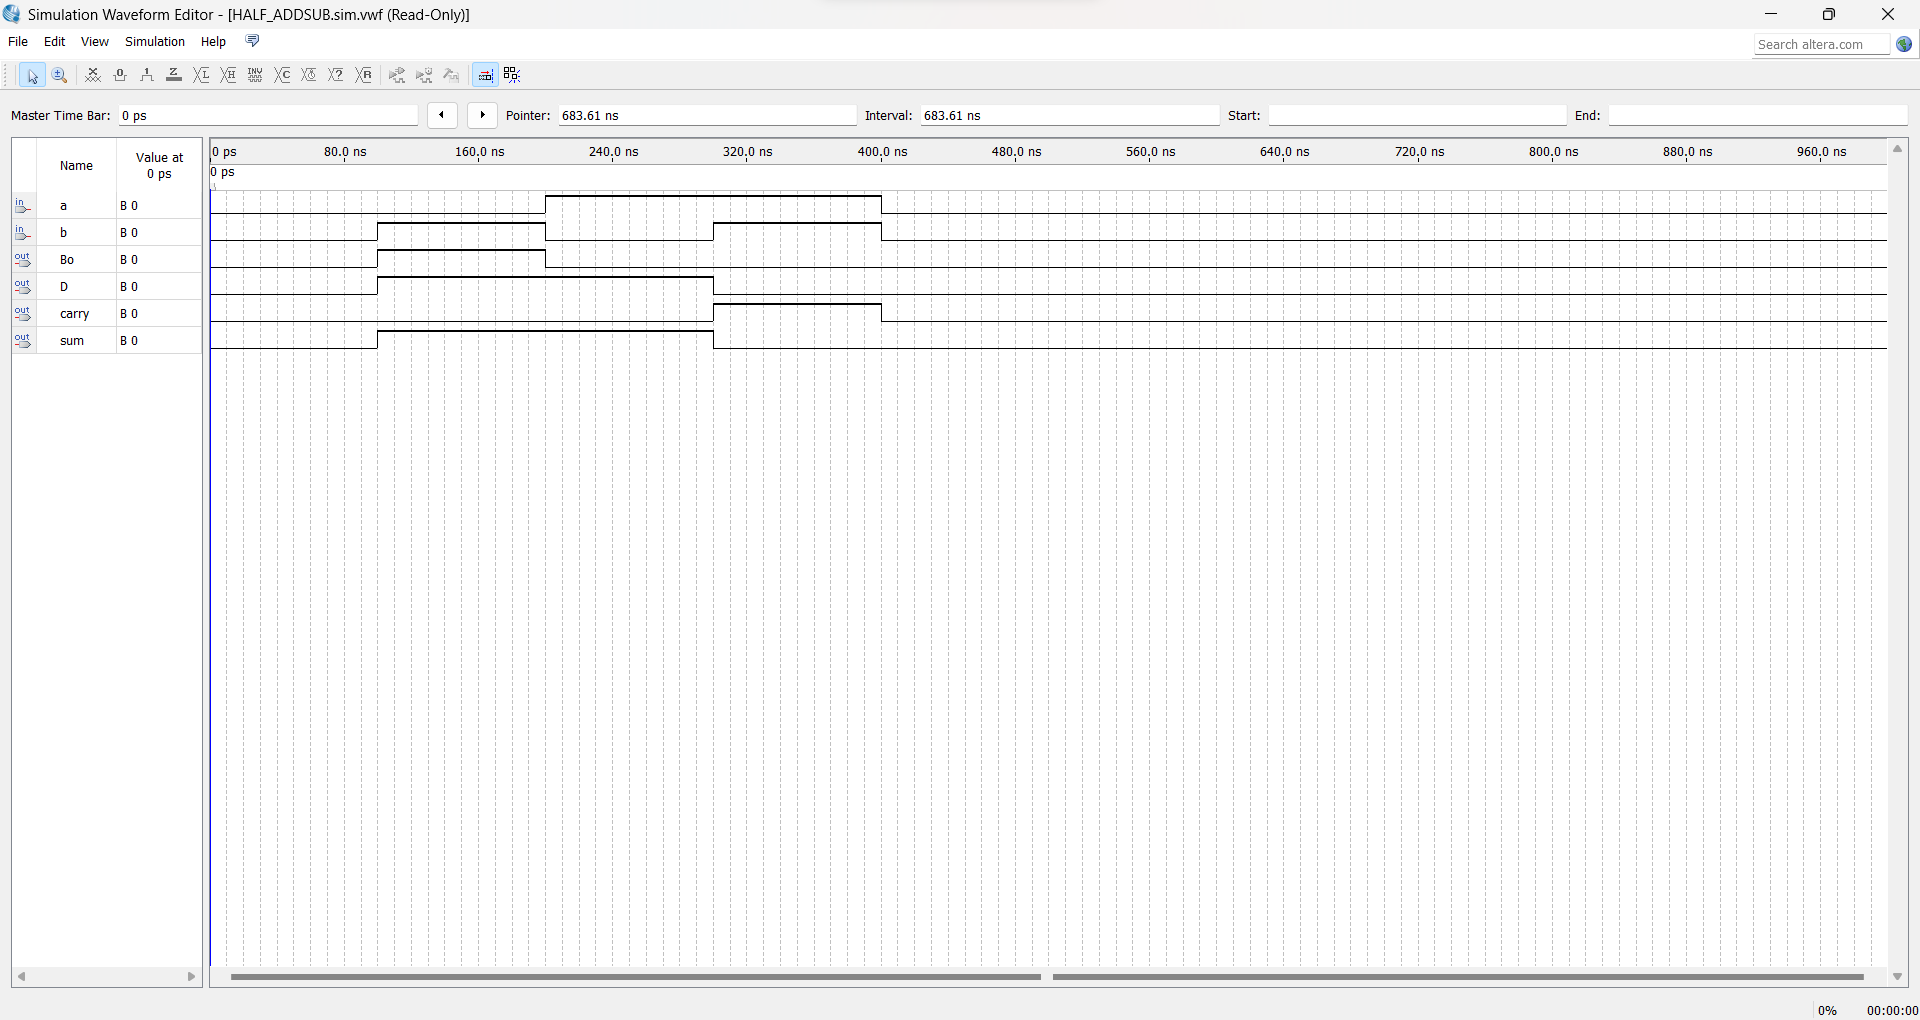 Simulation Waveform Editor - [HALF_ADDSUB.sim.vwf (Read-Only)]
File Edit View Simulation Help
Search altera.com
Master Time Bar: 0 ps Pointer: 683.61 ns Interval: 683.61 ns Start: End:
Name Value at 0 ps
0 ps 80.0 ns 160.0 ns 240.0 ns 320.0 ns 400.0 ns 480.0 ns 560.0 ns 640.0 ns 720.0 ns 800.0 ns 880.0 ns 960.0 ns
0 ps
in a B 0
in b B 0
out Bo B 0
out D B 0
out carry B 0
out sum B 0
0% 00:00:00